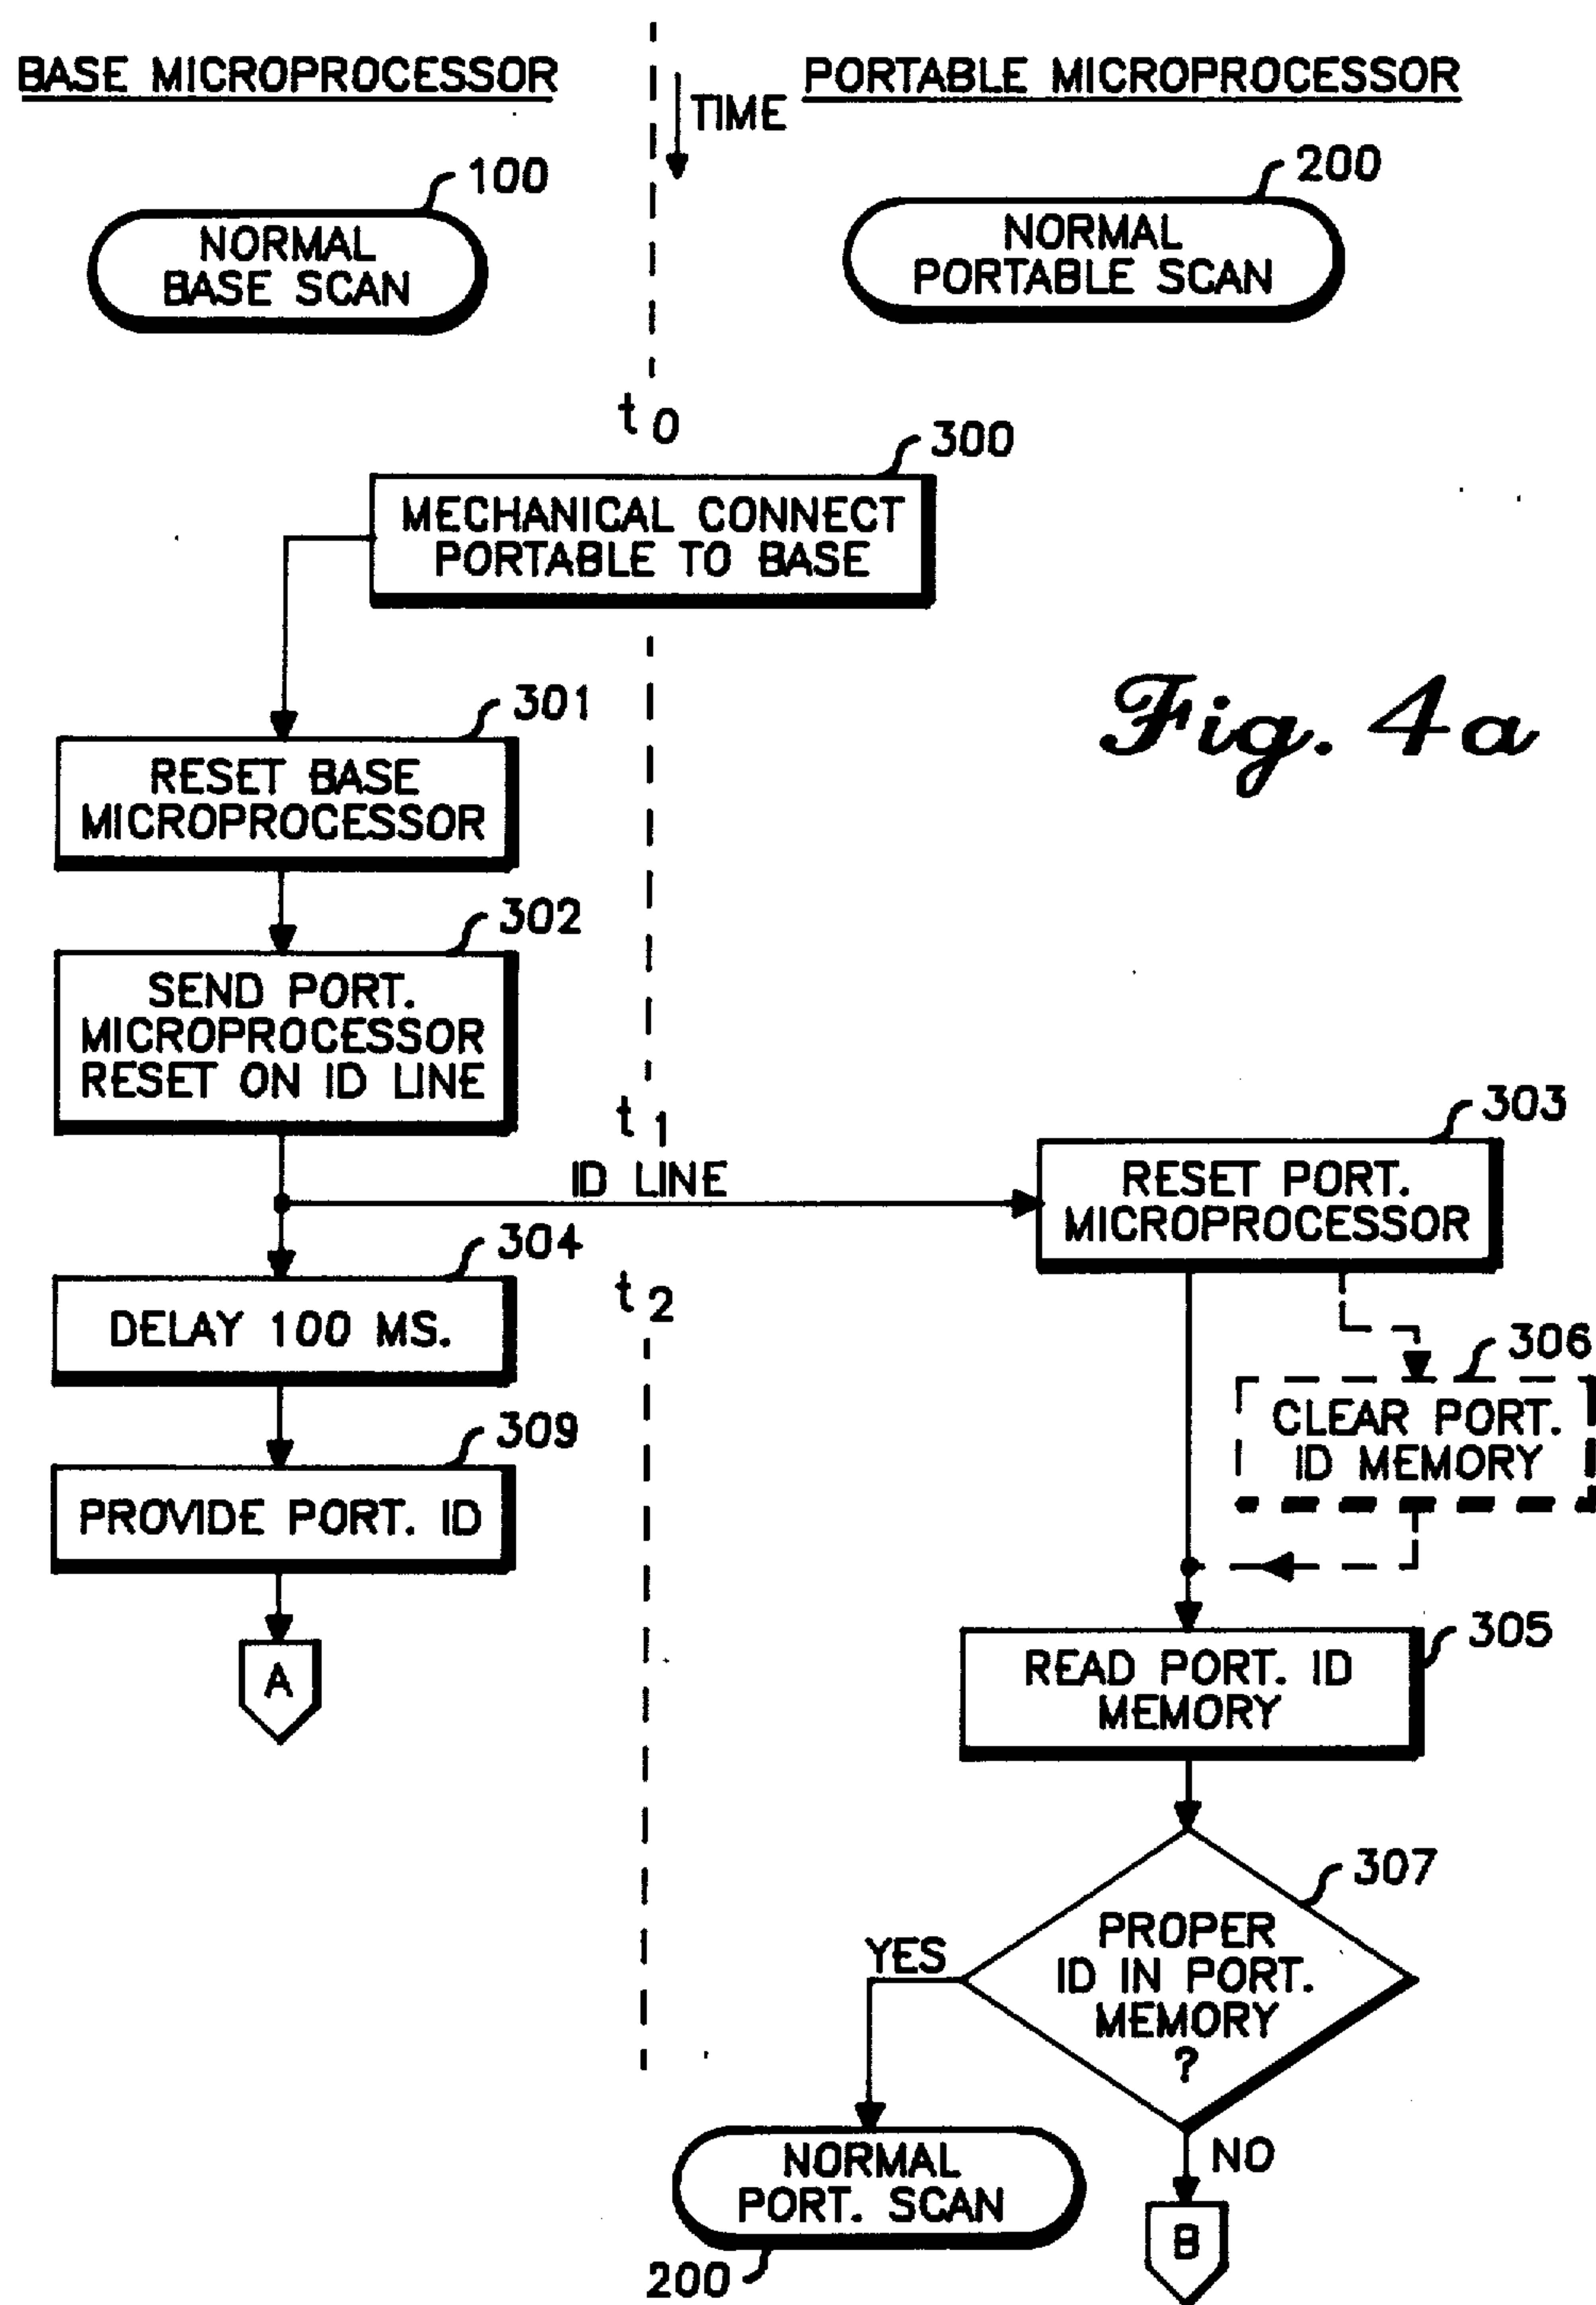 BASE MICROPROCESSOR
TIME
PORTABLE MICROPROCESSOR
100
NORMAL
BASE SCAN
200
NORMAL
PORTABLE SCAN
t0
300
MECHANICAL CONNECT
PORTABLE TO BASE
Fig. 4a
301
RESET BASE
MICROPROCESSOR
302
SEND PORT.
MICROPROCESSOR
RESET ON ID LINE
t1
ID LINE
303
RESET PORT.
MICROPROCESSOR
304
DELAY 100 MS.
t2
306
CLEAR PORT.
ID MEMORY
309
PROVIDE PORT. ID
A
305
READ PORT. ID
MEMORY
307
PROPER
ID IN PORT.
MEMORY
?
YES
NO
NORMAL
PORT. SCAN
200
B